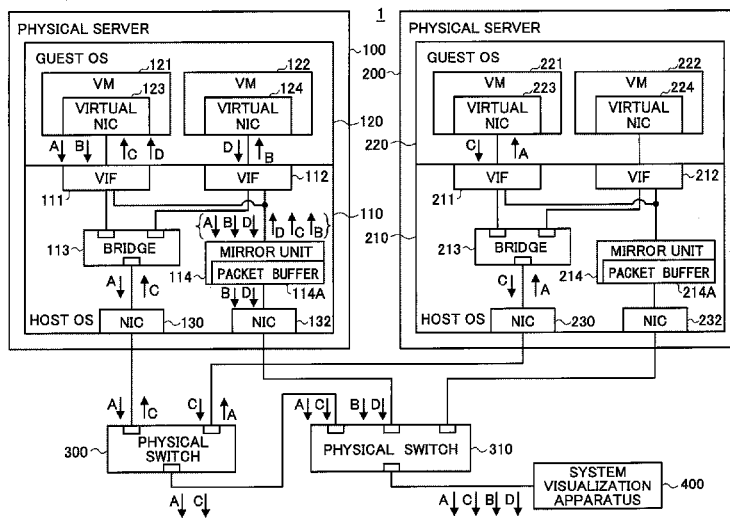 1
PHYSICAL SERVER
100
GUEST OS
121
VM
123
VIRTUAL
NIC
122
VM
124
VIRTUAL
NIC
120
A B C D
D B
VIF
111
VIF
112
110
A B D D C B
113
BRIDGE
A C
MIRROR UNIT
114
PACKET BUFFER
114A
B D
HOST OS
NIC
130
NIC
132
PHYSICAL SERVER
200
GUEST OS
221
VM
223
VIRTUAL
NIC
222
VM
224
VIRTUAL
NIC
220
C A
VIF
211
VIF
212
210
213
BRIDGE
C A
MIRROR UNIT
214
PACKET BUFFER
214A
HOST OS
NIC
230
NIC
232
A C C A
300
PHYSICAL
SWITCH
A C
A C B D
PHYSICAL SWITCH
310
A C B D
SYSTEM
VISUALIZATION
APPARATUS
400